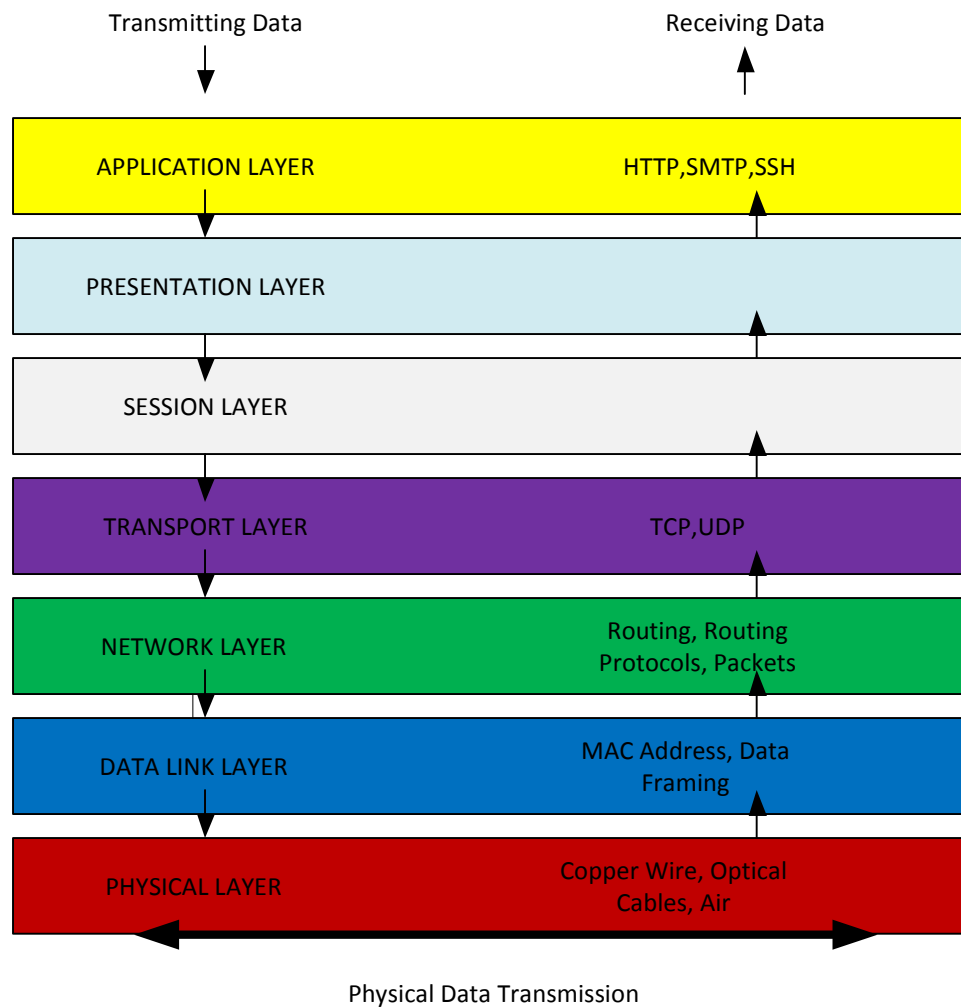 Transmitting Data
Receiving Data
APPLICATION LAYER
HTTP,SMTP,SSH
PRESENTATION LAYER
SESSION LAYER
TRANSPORT LAYER
TCP,UDP
NETWORK LAYER
Routing, Routing
Protocols, Packets
DATA LINK LAYER
MAC Address, Data
Framing
PHYSICAL LAYER
Copper Wire, Optical
Cables, Air
Physical Data Transmission